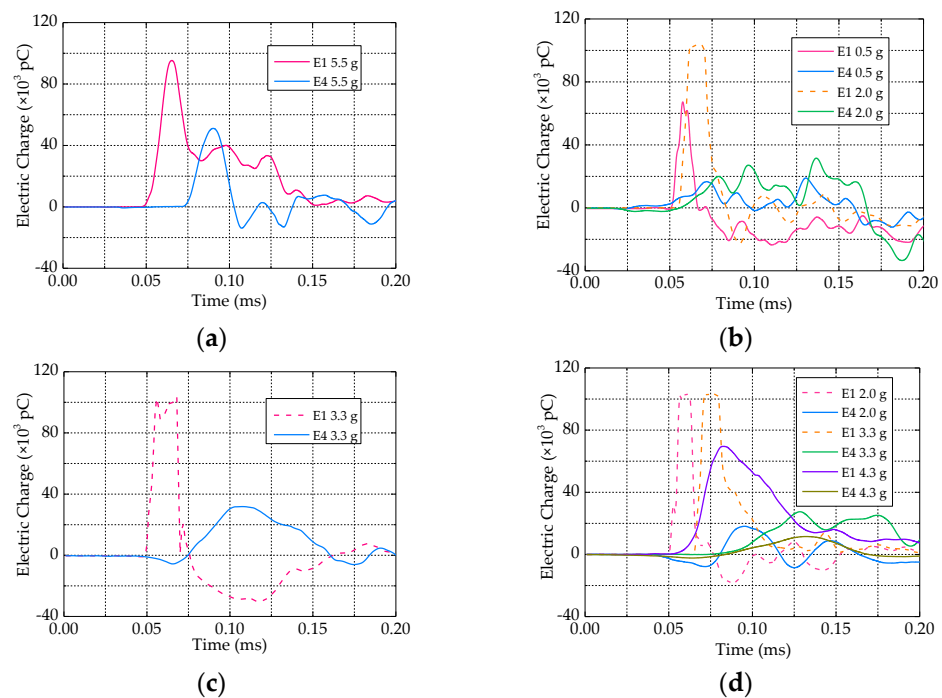 120
80
40
0
-40
Electric Charge (×10³ pC)
E1 5.5 g
E4 5.5 g
0.00 0.05 0.10 0.15 0.20
Time (ms)
(a)
120
80
40
0
-40
Electric Charge (×10³ pC)
E1 0.5 g
E4 0.5 g
E1 2.0 g
E4 2.0 g
0.00 0.05 0.10 0.15 0.20
Time (ms)
(b)
120
80
40
0
-40
Electric Charge (×10³ pC)
E1 3.3 g
E4 3.3 g
0.00 0.05 0.10 0.15 0.20
Time (ms)
(c)
120
80
40
0
-40
Electric Charge (×10³ pC)
E1 2.0 g
E4 2.0 g
E1 3.3 g
E4 3.3 g
E1 4.3 g
E4 4.3 g
0.00 0.05 0.10 0.15 0.20
Time (ms)
(d)